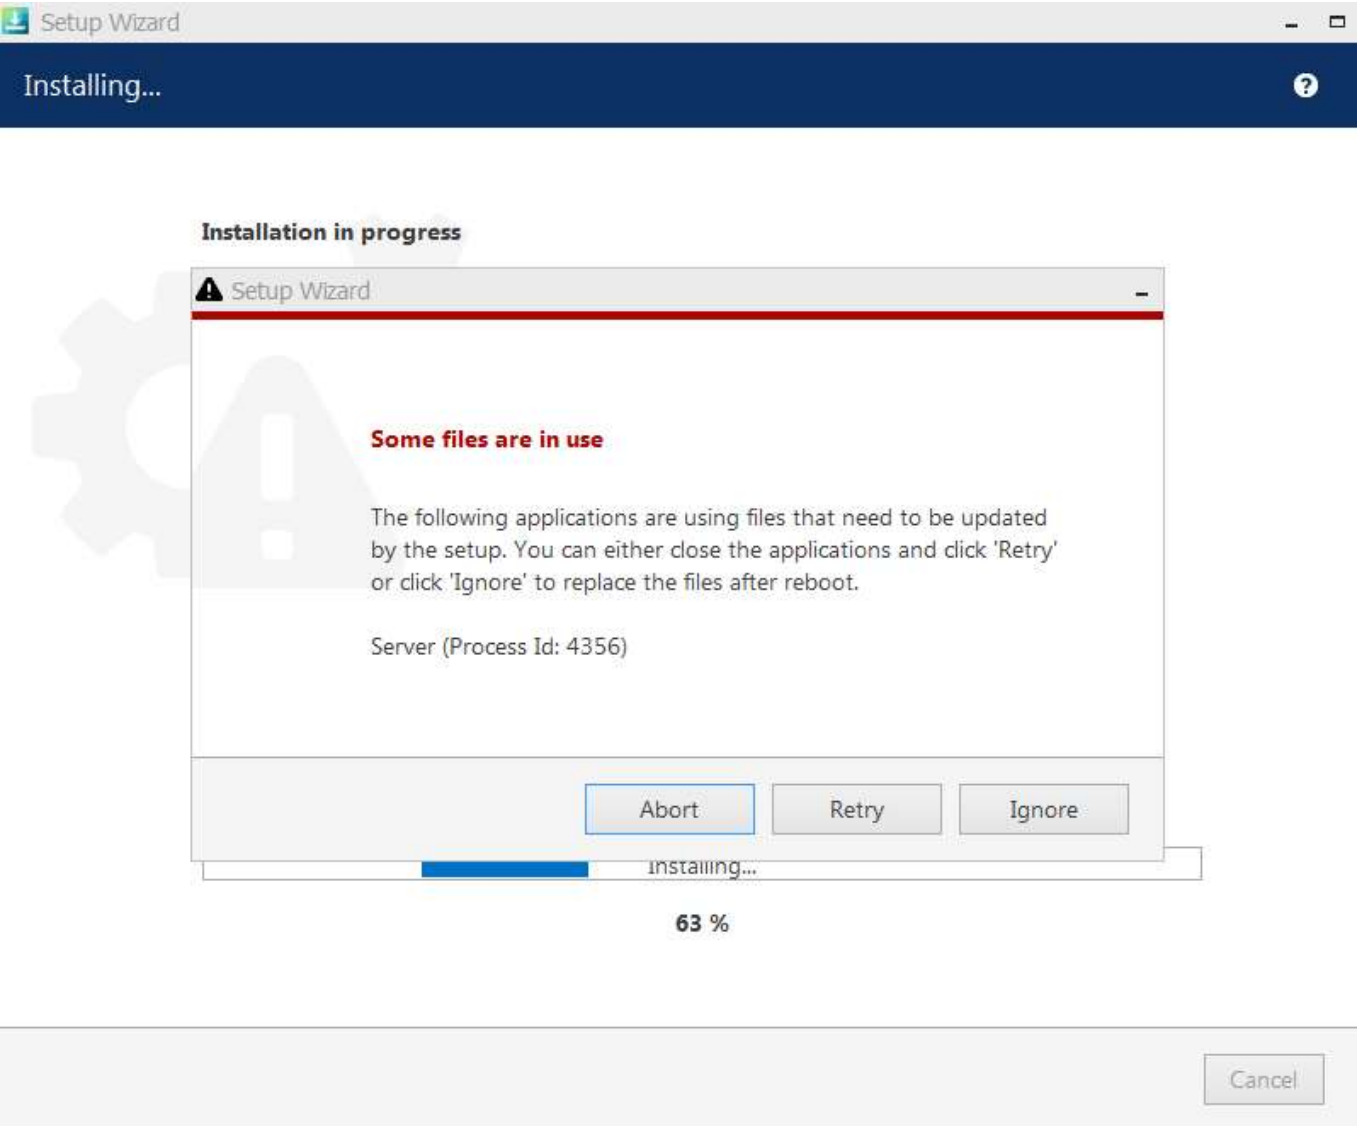 Setup Wizard
Installing...
Installation in progress
Setup Wizard
Some files are in use
The following applications are using files that need to be updated
by the setup. You can either close the applications and click 'Retry'
or click 'Ignore' to replace the files after reboot.
Server (Process Id: 4356)
Abort
Retry
Ignore
Installing...
63 %
Cancel